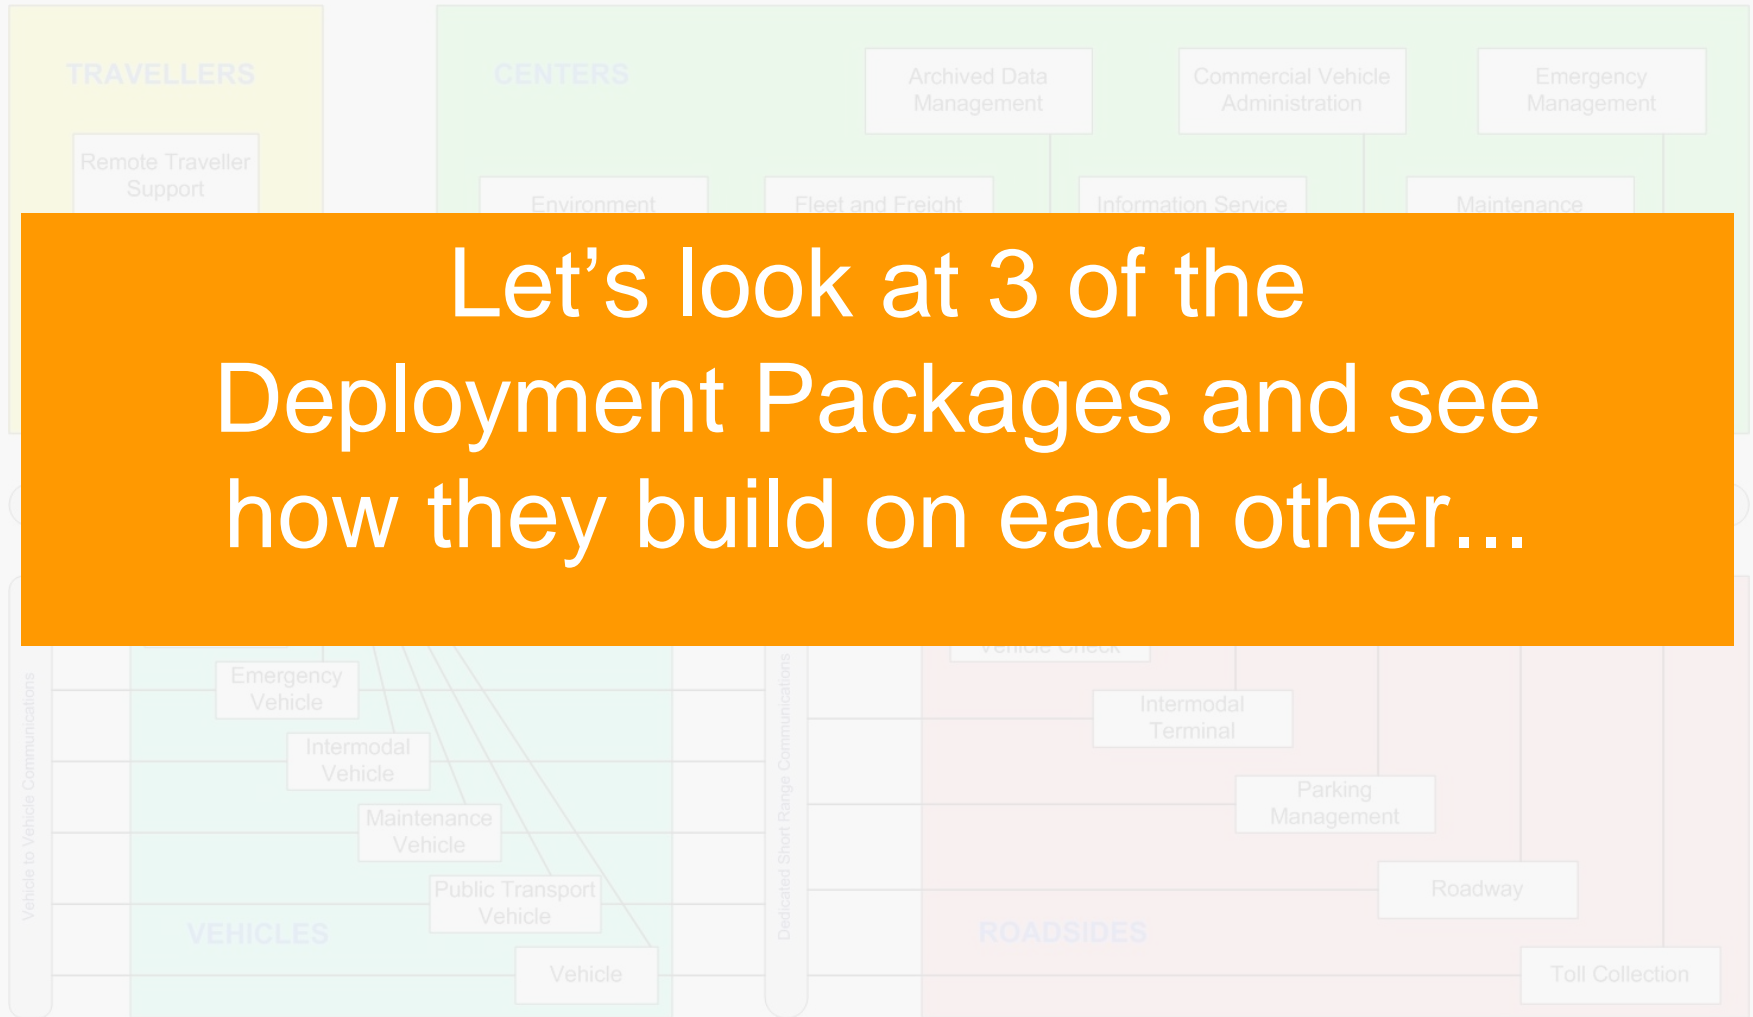 TRAVELLERS
CENTERS
Archived Data
Management
Commercial Vehicle
Administration
Emergency
Management
Remote Traveller
Support
Environment
Fleet and Freight
Information Service
Maintenance
Let’s look at 3 of the
Deployment Packages and see
how they build on each other...
Vehicle Check
Emergency
Vehicle
Intermodal
Vehicle
Maintenance
Vehicle
Public Transport
Vehicle
Vehicle
VEHICLES
Vehicle to Vehicle Communications
Dedicated Short Range Communications
Intermodal
Terminal
Parking
Management
Roadway
ROADSIDES
Toll Collection